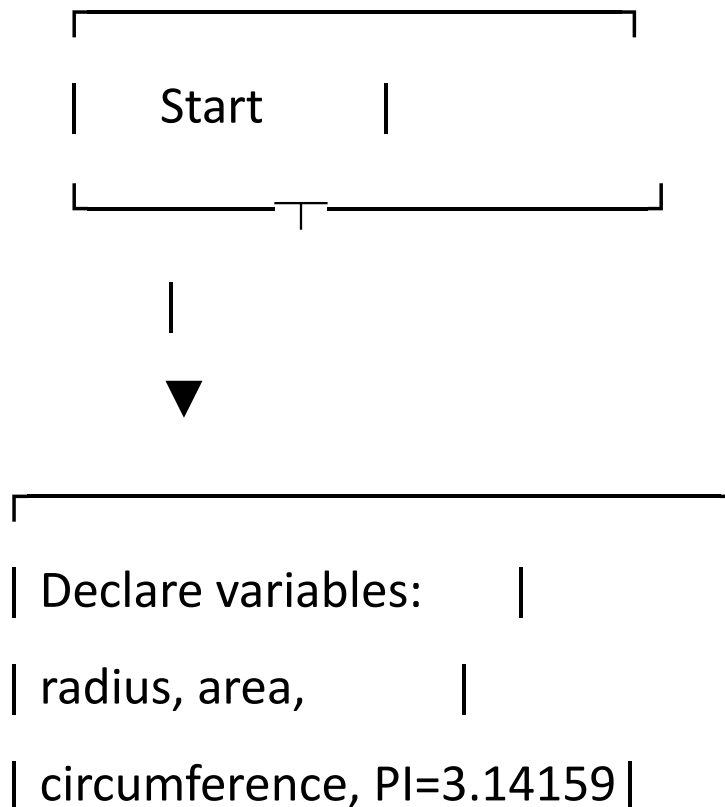 Start
Declare variables:
radius, area,
circumference, PI=3.14159